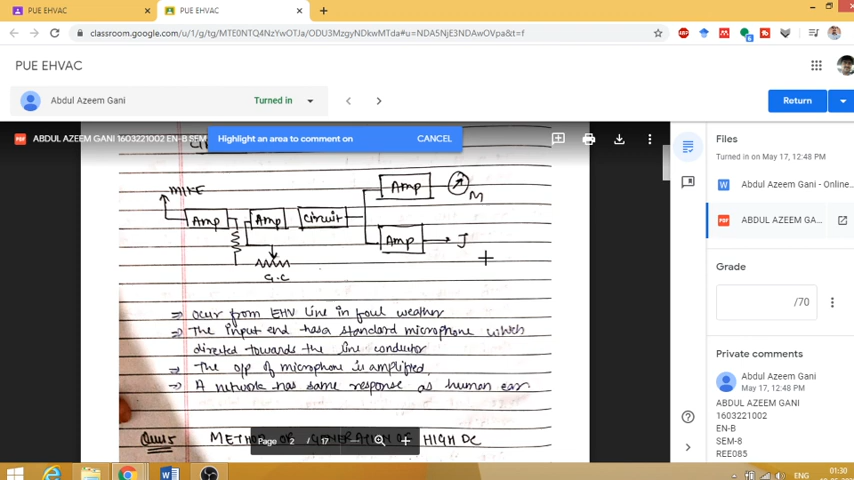 PUE EHVAC
PUE EHVAC
classroom.google.com/u/1/g/tg/MTE0NTQ4NzYwOTJa/ODU3MzgyNDkwMTda#u=NDA5NjE3NDAwOVpa&t=f
PUE EHVAC
Abdul Azeem Gani
Turned in
Return
ABDUL AZEEM GANI 1603221002 EN-B SEM
Highlight an area to comment on
CANCEL
MIKE
Amp
Amp
Circuit
Amp
M
Amp
J
G.C
⇒ occur from EHV Line in foul weather
⇒ The input end has a standard microphone which
directed towards the line conductor
⇒ The o/p of microphone is amplified.
⇒ A network has same response as human ear
METHOD OF GENERATION OF HIGH DC
Page 2 / 17
Files
Turned in on May 17, 12:48 PM
Abdul Azeem Gani - Online...
ABDUL AZEEM GA...
Grade
/70
Private comments
Abdul Azeem Gani
May 17, 12:48 PM
ABDUL AZEEM GANI
1603221002
EN-B
SEM-8
REE085
ENG
01:30